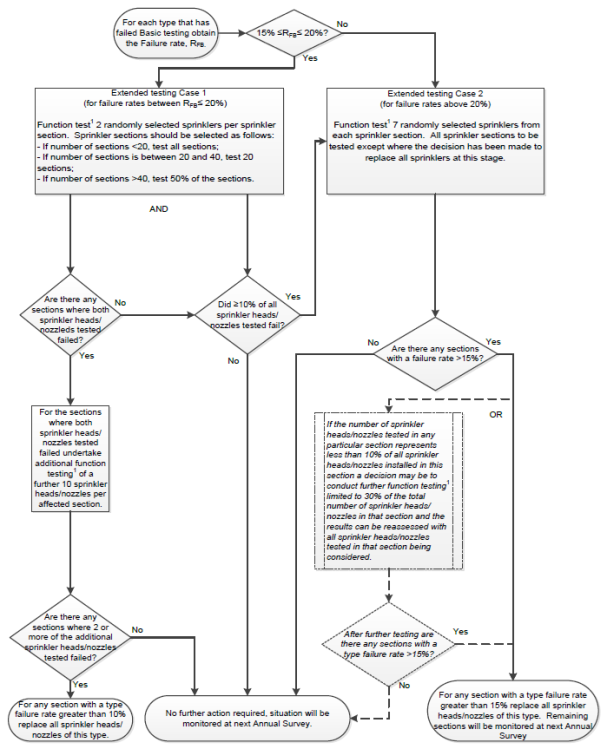 For each type that has
failed Basic testing obtain
the Failure rate, RFB.
15% ≤RFB≤ 20%?
No
Yes
Extended testing Case 1
(for failure rates between RFB≤ 20%)
Function test¹ 2 randomly selected sprinklers per sprinkler
section. Sprinkler sections should be selected as follows:
- If number of sections <20, test all sections;
- If number of sections is between 20 and 40, test 20
sections;
- If number of sections >40, test 50% of the sections.
Extended testing Case 2
(for failure rates above 20%)
Function test¹ 7 randomly selected sprinklers from
each sprinkler section. All sprinkler sections to be
tested except where the decision has been made to
replace all sprinklers at this stage.
AND
Are there any
sections where both
sprinkler heads/
nozzleds tested
failed?
No
Yes
Did ≥10% of all
sprinkler heads/
nozzles tested fail?
Yes
No
Are there any sections
with a failure rate >15%?
No
Yes
OR
For the sections
where both
sprinkler heads/
nozzles tested
failed undertake
additional function
testing¹ of a
further 10 sprinkler
heads/nozzles per
affected section.
If the number of sprinkler
heads/nozzles tested in any
particular section represents
less than 10% of all sprinkler
heads/nozzles installed in this
section a decision may be to
conduct further function testing¹
limited to 30% of the total
number of sprinkler heads/
nozzles in that section and the
results can be reassessed with
all sprinkler heads/nozzles
tested in that section being
considered.
Are there any
sections where 2 or
more of the additional
sprinkler heads/nozzles
tested failed?
No
Yes
After further testing are
there any sections with a
type failure rate >15%?
Yes
No
For any section with a type
failure rate greater than 10%
replace all sprinkler heads/
nozzles of this type.
No further action required, situation will be
monitored at next Annual Survey.
For any section with a type failure rate
greater than 15% replace all sprinkler
heads/nozzles of this type. Remaining
sections will be monitored at next Annual
Survey